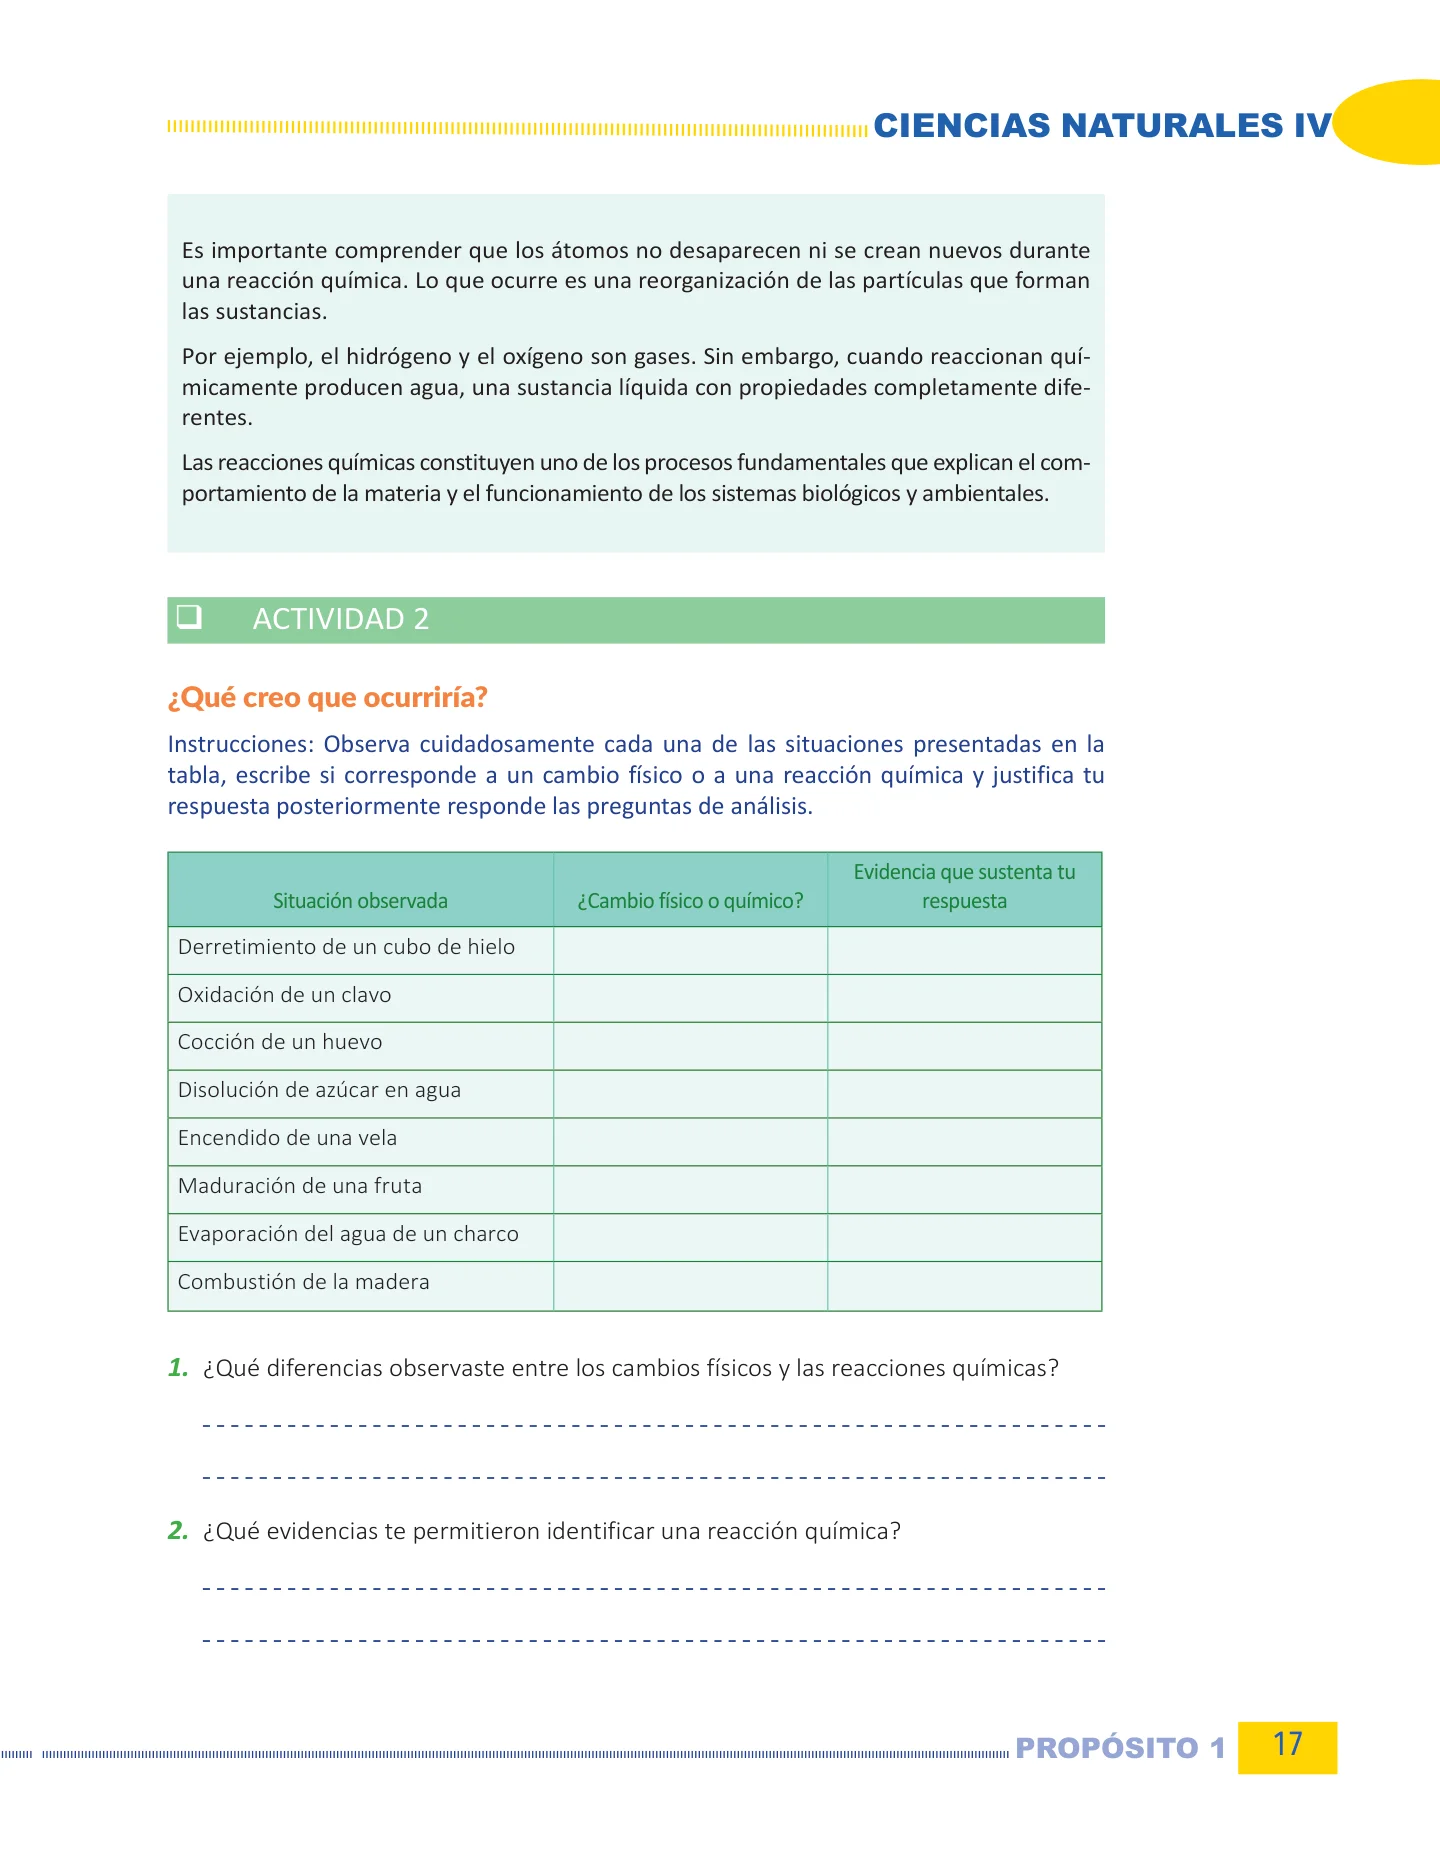 CIENCIAS NATURALES IV
Es importante comprender que los átomos no desaparecen ni se crean nuevos durante
una reacción química. Lo que ocurre es una reorganización de las partículas que forman
las sustancias.
Por ejemplo, el hidrógeno y el oxígeno son gases. Sin embargo, cuando reaccionan quí-
micamente producen agua, una sustancia líquida con propiedades completamente dife-
rentes.
Las reacciones químicas constituyen uno de los procesos fundamentales que explican el com-
portamiento de la materia y el funcionamiento de los sistemas biológicos y ambientales.
ACTIVIDAD 2
¿Qué creo que ocurriría?
Instrucciones: Observa cuidadosamente cada una de las situaciones presentadas en la
tabla, escribe si corresponde a un cambio físico o a una reacción química y justifica tu
respuesta posteriormente responde las preguntas de análisis.
Situación observada
¿Cambio físico o químico?
Evidencia que sustenta tu
respuesta
Derretimiento de un cubo de hielo
Oxidación de un clavo
Cocción de un huevo
Disolución de azúcar en agua
Encendido de una vela
Maduración de una fruta
Evaporación del agua de un charco
Combustión de la madera
1. ¿Qué diferencias observaste entre los cambios físicos y las reacciones químicas?
2. ¿Qué evidencias te permitieron identificar una reacción química?
PROPÓSITO 1
17